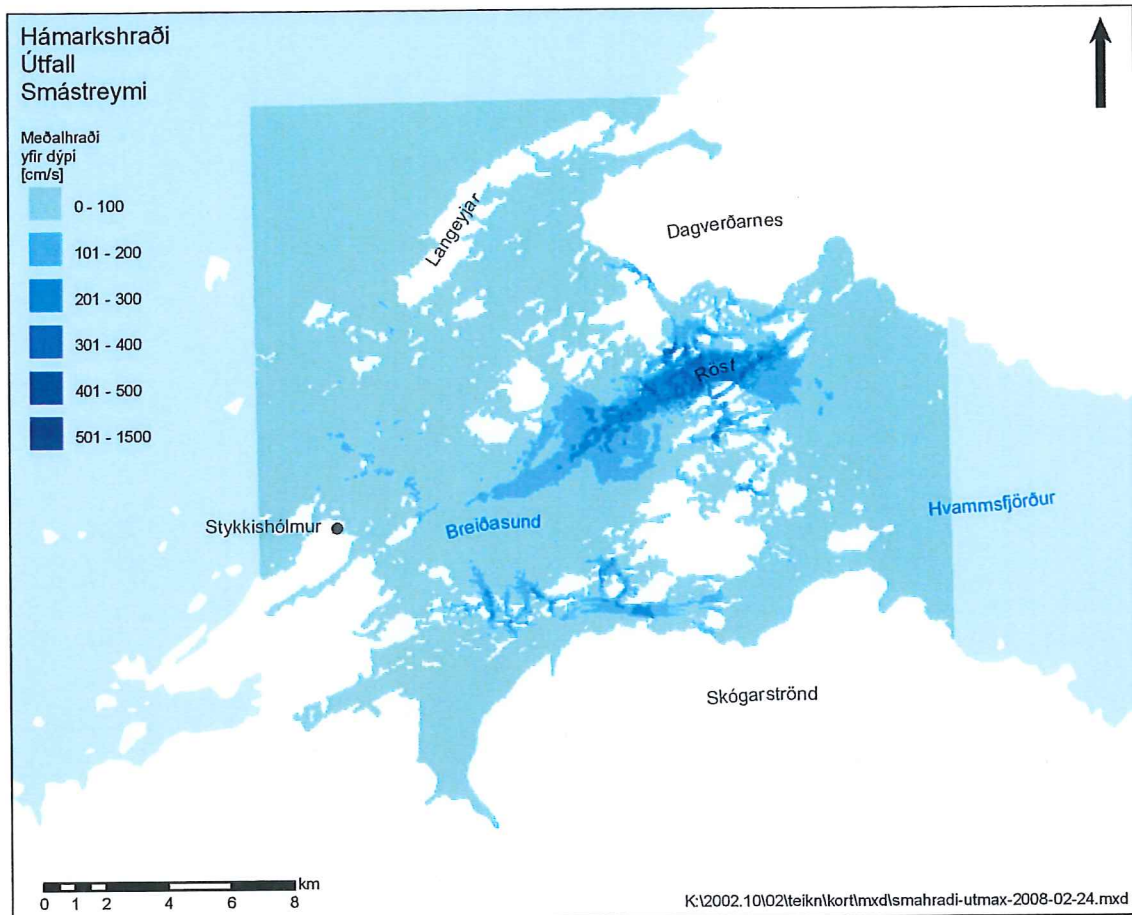 Hámarkshraði
Útfall
Smástreymi
Meðalhraði
yfir dýpi
[cm/s]
0 - 100
101 - 200
201 - 300
301 - 400
401 - 500
501 - 1500
Langeyjar
Dagverðarnes
Röst
Hvammsfjörður
Stykkishólmur
Breiðasund
Skógarströnd
km
0 1 2 4 6 8
K:\2002.10\02\teikn\kort\mxd\smahradi-utmax-2008-02-24.mxd